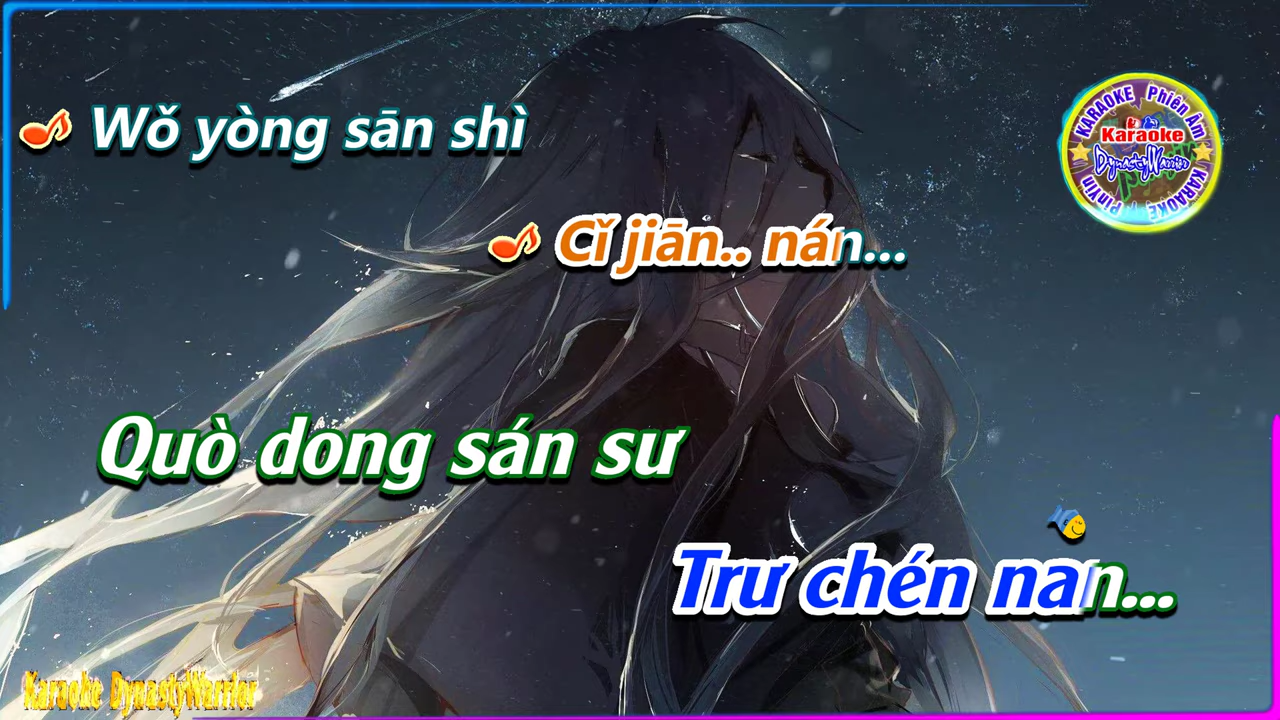 Wǒ yòng sān shì
Cǐ jiān.. nán...
Quò dong sán sư
Trư chén nan...
KARAOKE Phiên Âm KARAOKE PinYin
Karaoke
DynastyWarrior
Karaoke DynastyWarrior